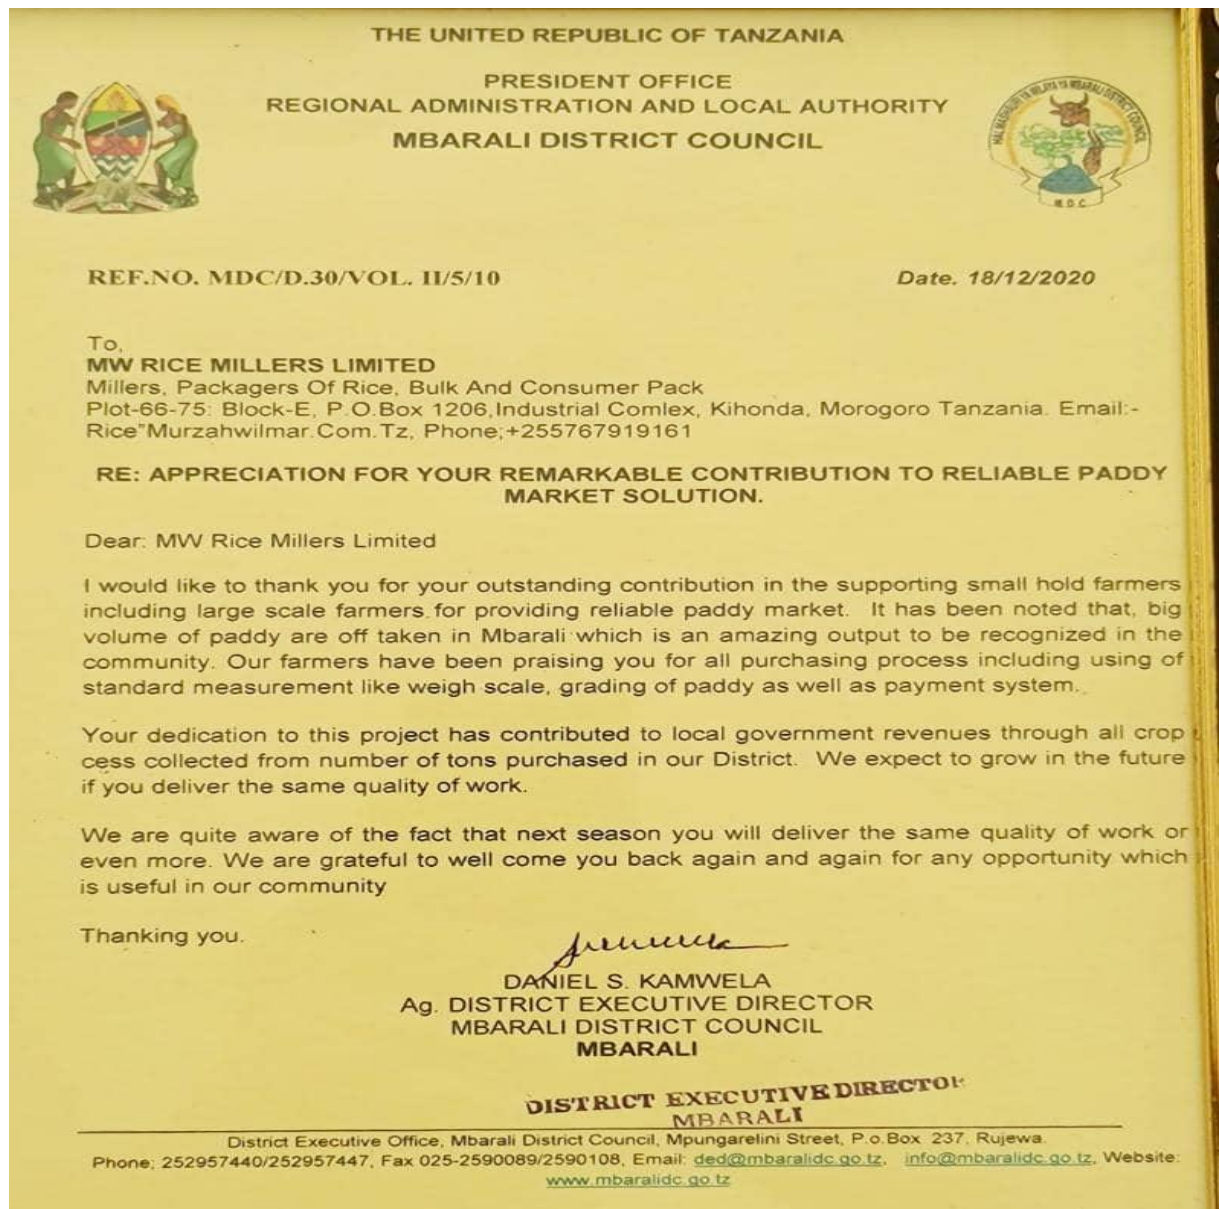 THE UNITED REPUBLIC OF TANZANIA
PRESIDENT OFFICE
REGIONAL ADMINISTRATION AND LOCAL AUTHORITY
MBARALI DISTRICT COUNCIL
HALMASHAURI YA WILAYA YA MBARALI DISTRICT COUNCIL
M.D.C
REF.NO. MDC/D.30/VOL. II/5/10
Date. 18/12/2020
To,
MW RICE MILLERS LIMITED
Millers, Packagers Of Rice, Bulk And Consumer Pack
Plot-66-75: Block-E, P.O.Box 1206,Industrial Comlex, Kihonda, Morogoro Tanzania. Email:-
Rice"Murzahwilmar.Com.Tz, Phone;+255767919161
RE: APPRECIATION FOR YOUR REMARKABLE CONTRIBUTION TO RELIABLE PADDY
MARKET SOLUTION.
Dear: MW Rice Millers Limited
I would like to thank you for your outstanding contribution in the supporting small hold farmers
including large scale farmers for providing reliable paddy market. It has been noted that, big
volume of paddy are off taken in Mbarali which is an amazing output to be recognized in the
community. Our farmers have been praising you for all purchasing process including using of
standard measurement like weigh scale, grading of paddy as well as payment system.
Your dedication to this project has contributed to local government revenues through all crop
cess collected from number of tons purchased in our District. We expect to grow in the future
if you deliver the same quality of work.
We are quite aware of the fact that next season you will deliver the same quality of work or
even more. We are grateful to well come you back again and again for any opportunity which
is useful in our community
Thanking you.
DANIEL S. KAMWELA
Ag. DISTRICT EXECUTIVE DIRECTOR
MBARALI DISTRICT COUNCIL
MBARALI
DISTRICT EXECUTIVE DIRECTOR
MBARALI
District Executive Office, Mbarali District Council, Mpungarelini Street, P.o.Box 237, Rujewa.
Phone; 252957440/252957447, Fax 025-2590089/2590108, Email: ded@mbaralidc.go.tz, info@mbaralidc.go.tz, Website:
www.mbaralidc.go.tz